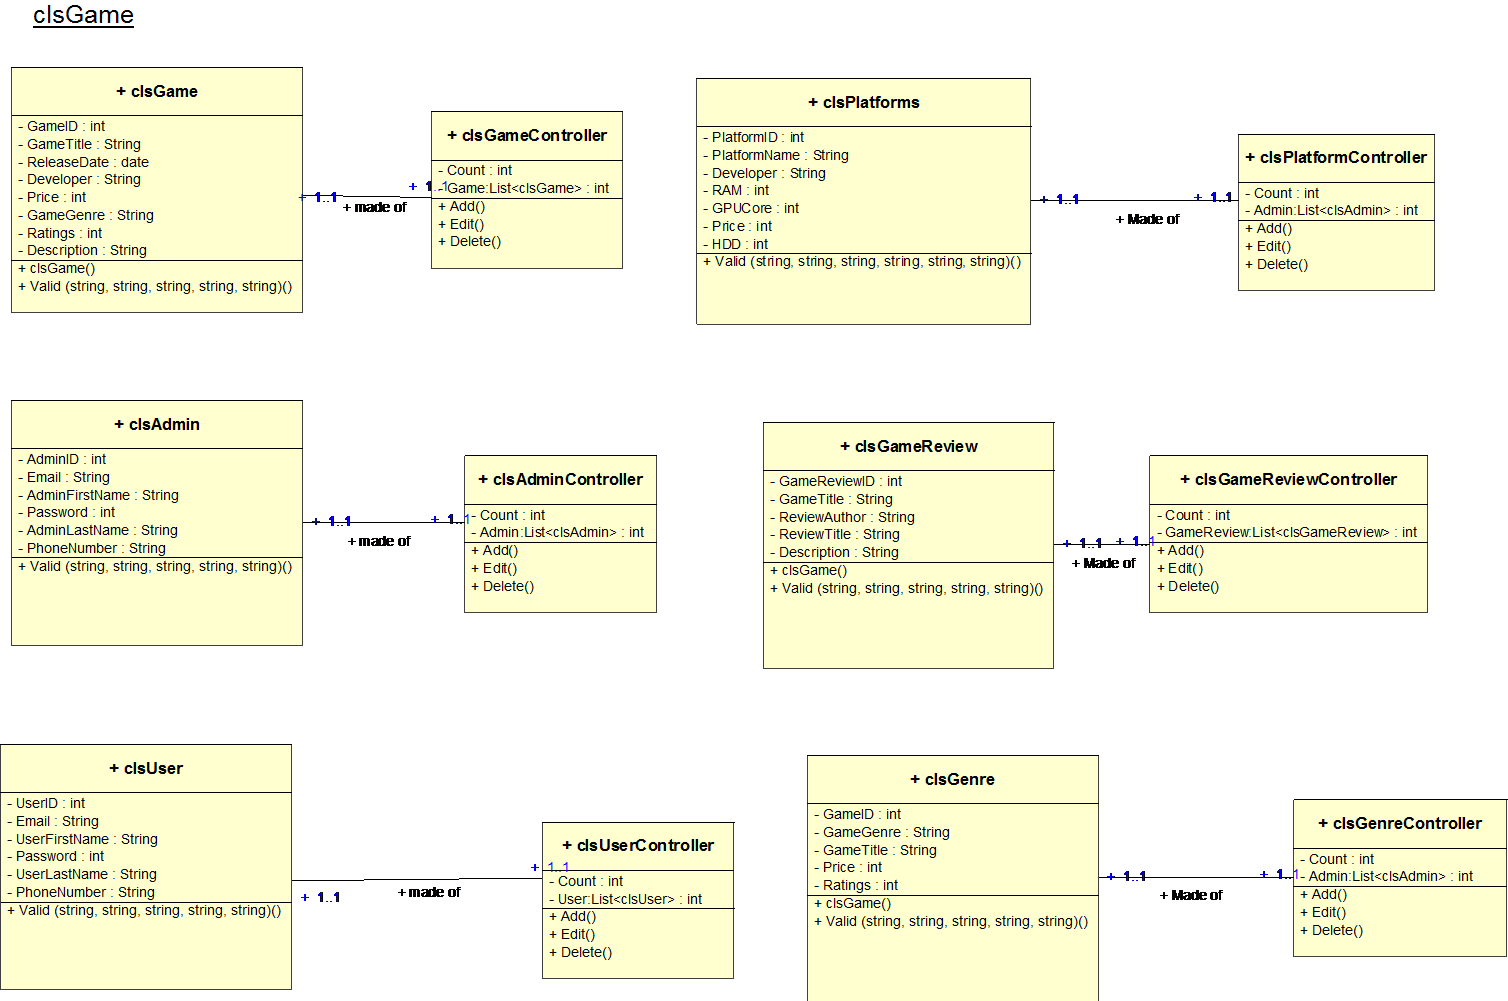 clsGame
+ clsGame
- GameID : int
- GameTitle : String
- ReleaseDate : date
- Developer : String
- Price : int
- GameGenre : String
- Ratings : int
- Description : String
+ clsGame()
+ Valid (string, string, string, string, string)()
+ 1..1
+ made of
+ 1..1
+ clsGameController
- Count : int
- Game:List<clsGame> : int
+ Add()
+ Edit()
+ Delete()
+ clsPlatforms
- PlatformID : int
- PlatformName : String
- Developer : String
- RAM : int
- GPUCore : int
- Price : int
- HDD : int
+ Valid (string, string, string, string, string, string)()
+ 1..1
+ Made of
+ 1..1
+ clsPlatformController
- Count : int
- Admin:List<clsAdmin> : int
+ Add()
+ Edit()
+ Delete()
+ clsAdmin
- AdminID : int
- Email : String
- AdminFirstName : String
- Password : int
- AdminLastName : String
- PhoneNumber : String
+ Valid (string, string, string, string, string)()
+ 1..1
+ made of
+ 1..1
+ clsAdminController
- Count : int
- Admin:List<clsAdmin> : int
+ Add()
+ Edit()
+ Delete()
+ clsGameReview
- GameReviewID : int
- GameTitle : String
- ReviewAuthor : String
- ReviewTitle : String
- Description : String
+ clsGame()
+ Valid (string, string, string, string, string)()
+ 1..1
+ Made of
+ 1..1
+ clsGameReviewController
- Count : int
- GameReview:List<clsGameReview> : int
+ Add()
+ Edit()
+ Delete()
+ clsUser
- UserID : int
- Email : String
- UserFirstName : String
- Password : int
- UserLastName : String
- PhoneNumber : String
+ Valid (string, string, string, string, string)()
+ 1..1
+ made of
+ 1..1
+ clsUserController
- Count : int
- User:List<clsUser> : int
+ Add()
+ Edit()
+ Delete()
+ clsGenre
- GameID : int
- GameGenre : String
- GameTitle : String
- Price : int
- Ratings : int
+ clsGame()
+ Valid (string, string, string, string, string)()
+ 1..1
+ Made of
+ 1..1
+ clsGenreController
- Count : int
- Admin:List<clsAdmin> : int
+ Add()
+ Edit()
+ Delete()